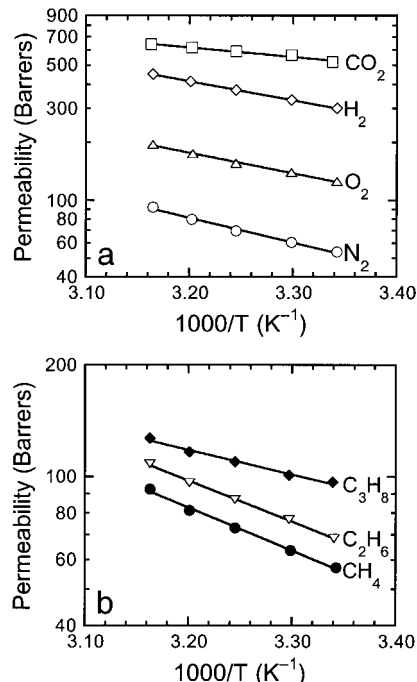 900
700
500
300
100
80
60
40
Permeability (Barrers)
CO₂
H₂
O₂
N₂
a
3.10 3.20 3.30 3.40
1000/T (K⁻¹)
200
100
80
60
40
Permeability (Barrers)
C₃H₈
C₂H₆
CH₄
b
3.10 3.20 3.30 3.40
1000/T (K⁻¹)